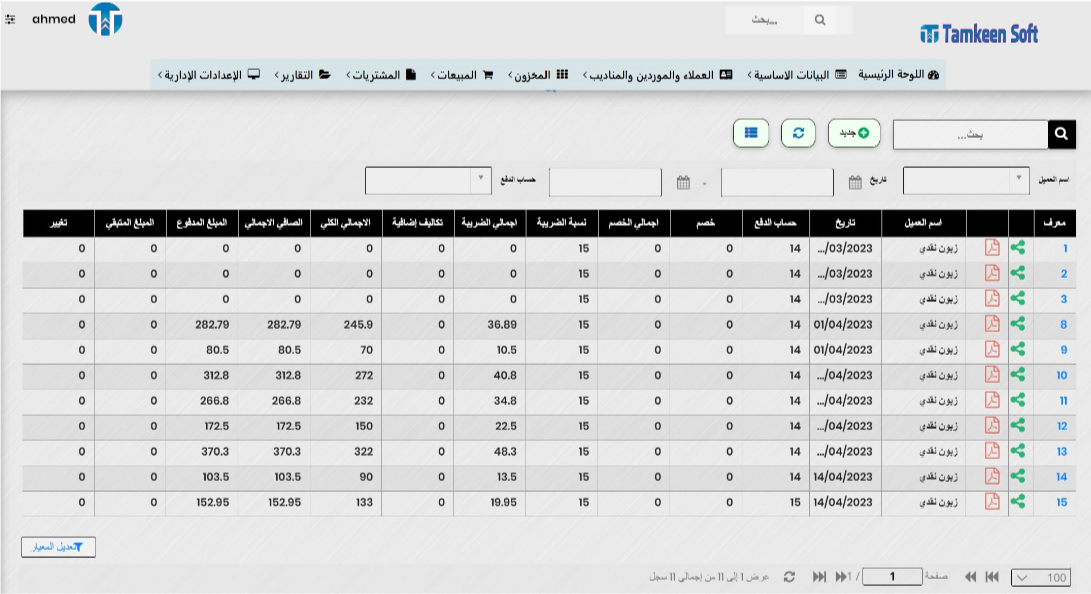 ahmed
بحث...
Tamkeen Soft
اللوحة الرئيسية البيانات الاساسية العملاء والموردين والمناديب المخزون المبيعات المشتريات التقارير الإعدادات الإدارية
بحث... جديد
اسم العميل تاريخ - حساب الدفع
معرف اسم العميل تاريخ حساب الدفع خصم اجمالي الخصم نسبة الضريبة اجمالي الضريبة تكاليف إضافية الاجمالي الكلي الصافي الاجمالي المبلغ المدفوع المبلغ المتبقي تغيير
1 زبون نقدي .../03/2023 14 0 0 15 0 0 0 0 0 0 0
2 زبون نقدي .../03/2023 14 0 0 15 0 0 0 0 0 0 0
3 زبون نقدي .../03/2023 14 0 0 15 0 0 0 0 0 0 0
8 زبون نقدي 01/04/2023 14 0 0 15 36.89 0 245.9 282.79 282.79 0 0
9 زبون نقدي 01/04/2023 14 0 0 15 10.5 0 70 80.5 80.5 0 0
10 زبون نقدي .../04/2023 14 0 0 15 40.8 0 272 312.8 312.8 0 0
11 زبون نقدي .../04/2023 14 0 0 15 34.8 0 232 266.8 266.8 0 0
12 زبون نقدي .../04/2023 14 0 0 15 22.5 0 150 172.5 172.5 0 0
13 زبون نقدي .../04/2023 14 0 0 15 48.3 0 322 370.3 370.3 0 0
14 زبون نقدي 14/04/2023 14 0 0 15 13.5 0 90 103.5 103.5 0 0
15 زبون نقدي 14/04/2023 15 0 0 15 19.95 0 133 152.95 152.95 0 0
تعديل المعيار
100 صفحة 1 / 1 عرض 1 إلى 11 من إجمالي 11 سجل